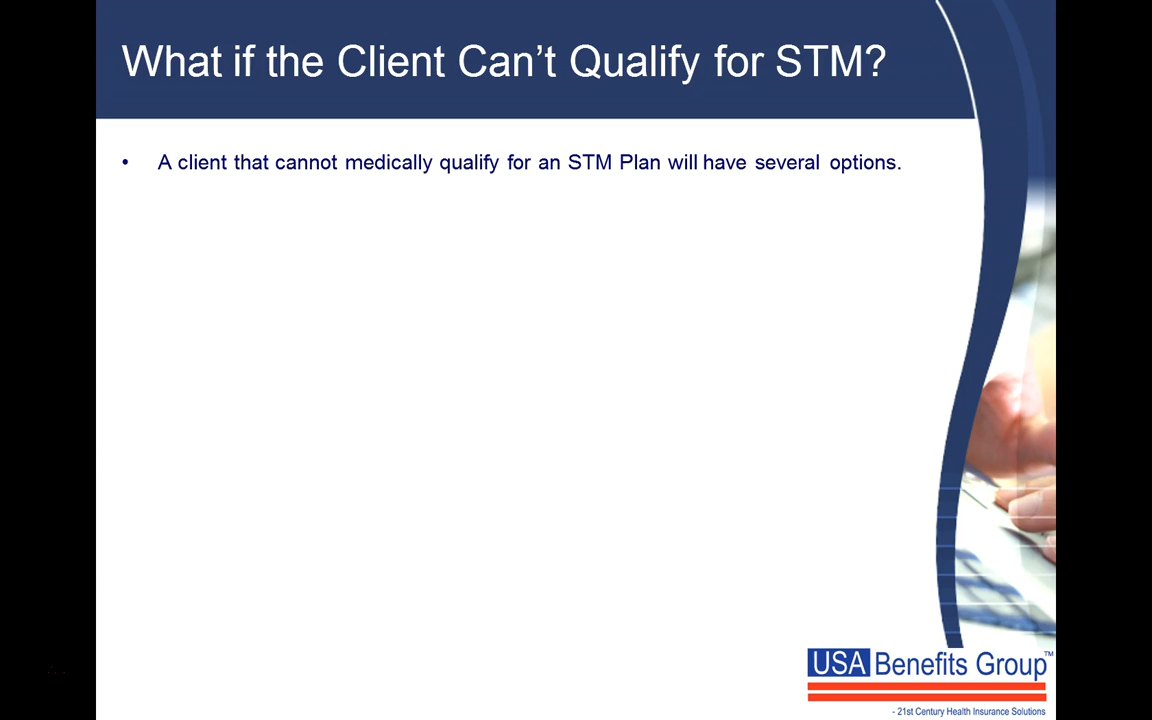 What if the Client Can't Qualify for STM?
• A client that cannot medically qualify for an STM Plan will have several options.
USA Benefits Group™
- 21st Century Health Insurance Solutions